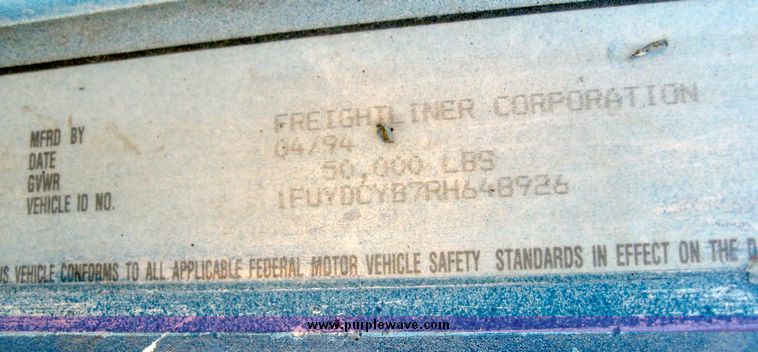 MFRD BY FREIGHTLINER CORPORATION
DATE 04/94
GVWR 50,000 LBS
VEHICLE ID NO. 1FUYDCYB7RH648926
IS VEHICLE CONFORMS TO ALL APPLICABLE FEDERAL MOTOR VEHICLE SAFETY STANDARDS IN EFFECT ON THE D
www.purplewave.com